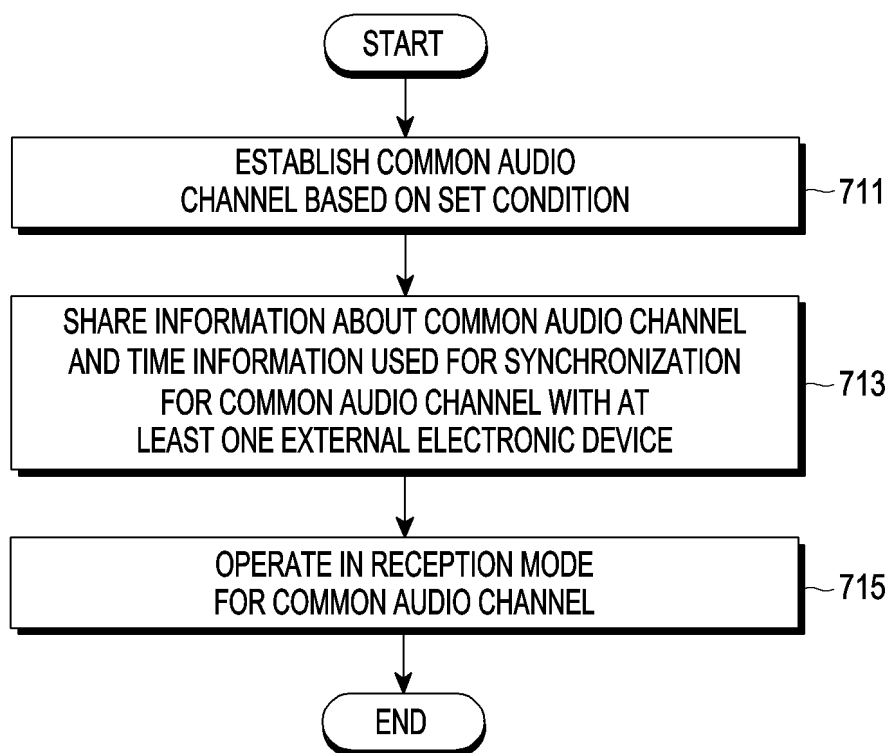 START
ESTABLISH COMMON AUDIO
CHANNEL BASED ON SET CONDITION
711
SHARE INFORMATION ABOUT COMMON AUDIO CHANNEL
AND TIME INFORMATION USED FOR SYNCHRONIZATION
FOR COMMON AUDIO CHANNEL WITH AT
LEAST ONE EXTERNAL ELECTRONIC DEVICE
713
OPERATE IN RECEPTION MODE
FOR COMMON AUDIO CHANNEL
715
END